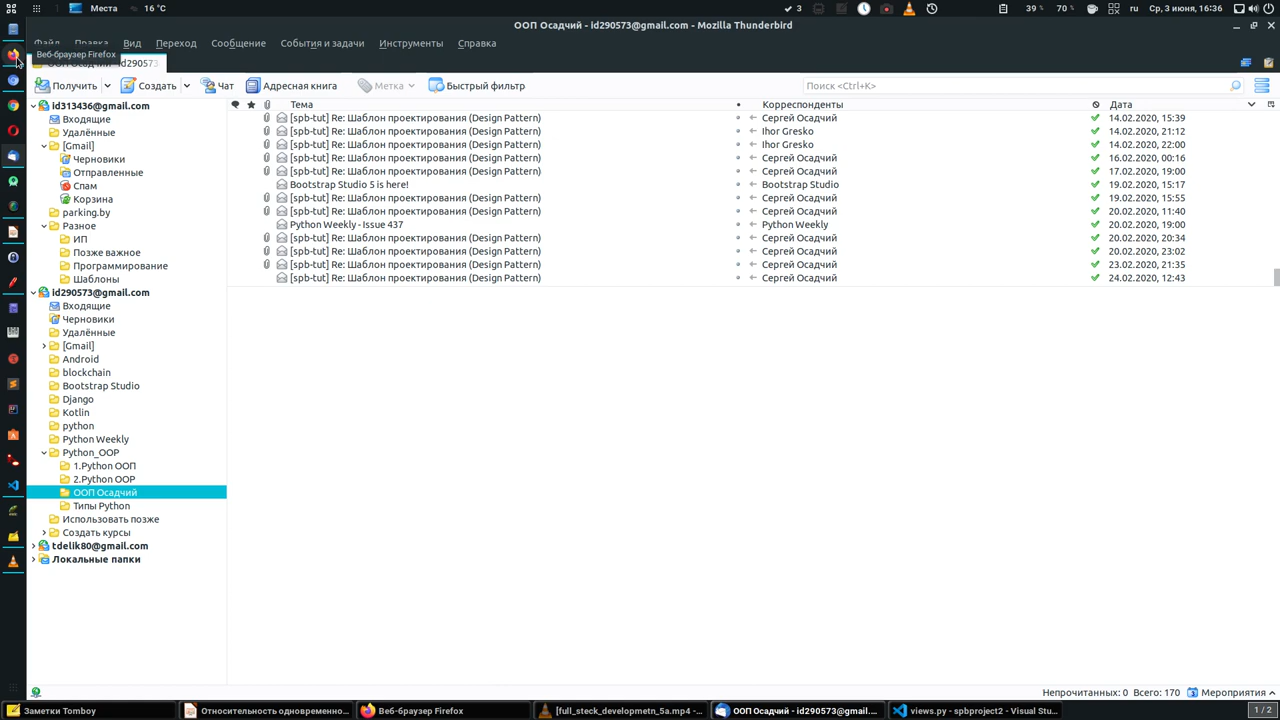 Места
16 °C
3
39 %
70 %
ru
Ср, 3 июня, 16:36
ООП Осадчий - id290573@gmail.com - Mozilla Thunderbird
Файл Правка Вид Переход Сообщение События и задачи Инструменты Справка
Веб-браузер Firefox
ООП Осадчий - id290573
Получить
Создать
Чат
Адресная книга
Метка
Быстрый фильтр
Поиск <Ctrl+K>
id313436@gmail.com
Входящие
Удалённые
[Gmail]
Черновики
Отправленные
Спам
Корзина
parking.by
Разное
ИП
Позже важное
Программирование
Шаблоны
id290573@gmail.com
Входящие
Черновики
Удалённые
[Gmail]
Android
blockchain
Bootstrap Studio
Django
Kotlin
python
Python Weekly
Python_OOP
1.Python ООП
2.Python OOP
ООП Осадчий
Типы Python
Использовать позже
Создать курсы
tdelik80@gmail.com
Локальные папки
Тема Корреспонденты Дата
[spb-tut] Re: Шаблон проектирования (Design Pattern) Сергей Осадчий 14.02.2020, 15:39
[spb-tut] Re: Шаблон проектирования (Design Pattern) Ihor Gresko 14.02.2020, 21:12
[spb-tut] Re: Шаблон проектирования (Design Pattern) Ihor Gresko 14.02.2020, 22:00
[spb-tut] Re: Шаблон проектирования (Design Pattern) Сергей Осадчий 16.02.2020, 00:16
[spb-tut] Re: Шаблон проектирования (Design Pattern) Сергей Осадчий 17.02.2020, 19:00
Bootstrap Studio 5 is here! Bootstrap Studio 19.02.2020, 15:17
[spb-tut] Re: Шаблон проектирования (Design Pattern) Сергей Осадчий 19.02.2020, 15:55
[spb-tut] Re: Шаблон проектирования (Design Pattern) Сергей Осадчий 20.02.2020, 11:40
Python Weekly - Issue 437 Python Weekly 20.02.2020, 19:00
[spb-tut] Re: Шаблон проектирования (Design Pattern) Сергей Осадчий 20.02.2020, 20:34
[spb-tut] Re: Шаблон проектирования (Design Pattern) Сергей Осадчий 20.02.2020, 23:02
[spb-tut] Re: Шаблон проектирования (Design Pattern) Сергей Осадчий 23.02.2020, 21:35
[spb-tut] Re: Шаблон проектирования (Design Pattern) Сергей Осадчий 24.02.2020, 12:43
Непрочитанных: 0 Всего: 170
Мероприятия
Заметки Tomboy
Относительность одновременно...
Веб-браузер Firefox
[full_steck_developmetn_5a.mp4 -...
ООП Осадчий - id290573@gmail....
views.py - spbproject2 - Visual Stu...
1 / 2